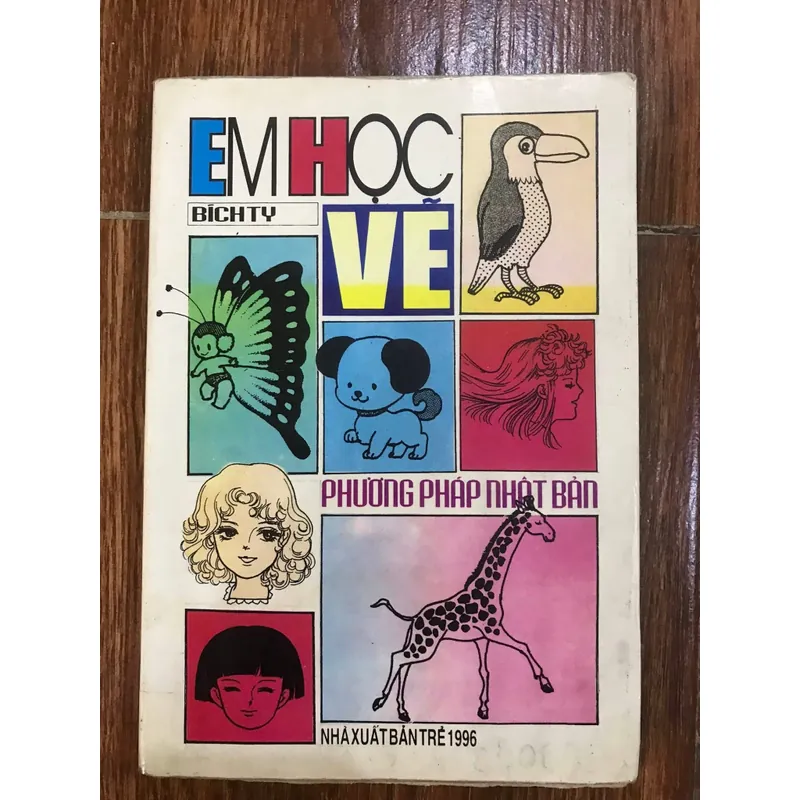 EM HỌC
BÍCH TY
VẼ
PHƯƠNG PHÁP NHẬT BẢN
NHÀ XUẤT BẢN TRẺ 1996